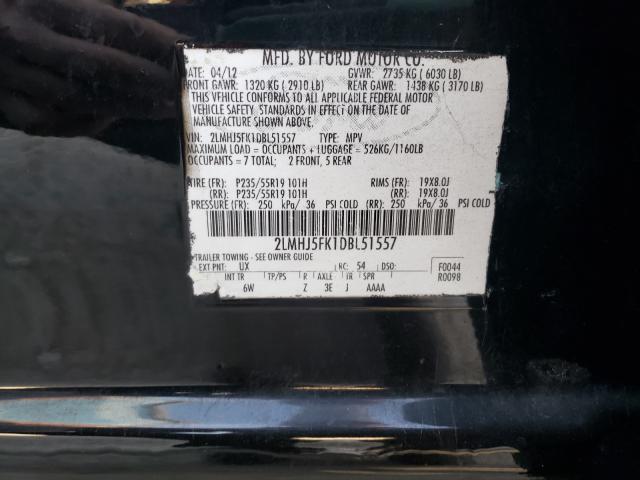 MFD. BY FORD MOTOR CO.
DATE: 04/12 GVWR: 2735 KG ( 6030 LB)
FRONT GAWR: 1320 KG ( 2910 LB) REAR GAWR: 1438 KG ( 3170 LB)
THIS VEHICLE CONFORMS TO ALL APPLICABLE FEDERAL MOTOR
VEHICLE SAFETY STANDARDS IN EFFECT ON THE DATE OF
MANUFACTURE SHOWN ABOVE.
VIN: 2LMHJ5FK1DBL51557 TYPE: MPV
MAXIMUM LOAD = OCCUPANTS + LUGGAGE = 526KG/1160LB
OCCUPANTS = 7 TOTAL; 2 FRONT, 5 REAR
TIRE (FR): P235/55R19 101H RIMS (FR): 19X8.0J
(RR): P235/55R19 101H (RR): 19X8.0J
PRESSURE (FR): 250 kPa/ 36 PSI COLD (RR): 250 kPa/ 36 PSI COLD
2LMHJ5FK1DBL51557
TRAILER TOWING - SEE OWNER GUIDE
EXT PNT: UX RC: 54 DSO: F0044
INT TR TP/PS R AXLE TR SPR R0098
6W Z 3E J AAAA